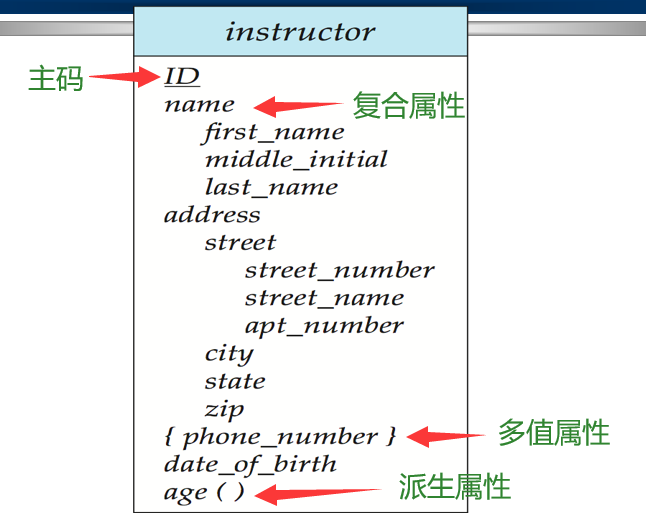 instructor
主码
ID
name
复合属性
first_name
middle_initial
last_name
address
street
street_number
street_name
apt_number
city
state
zip
{ phone_number }
多值属性
date_of_birth
age ( )
派生属性